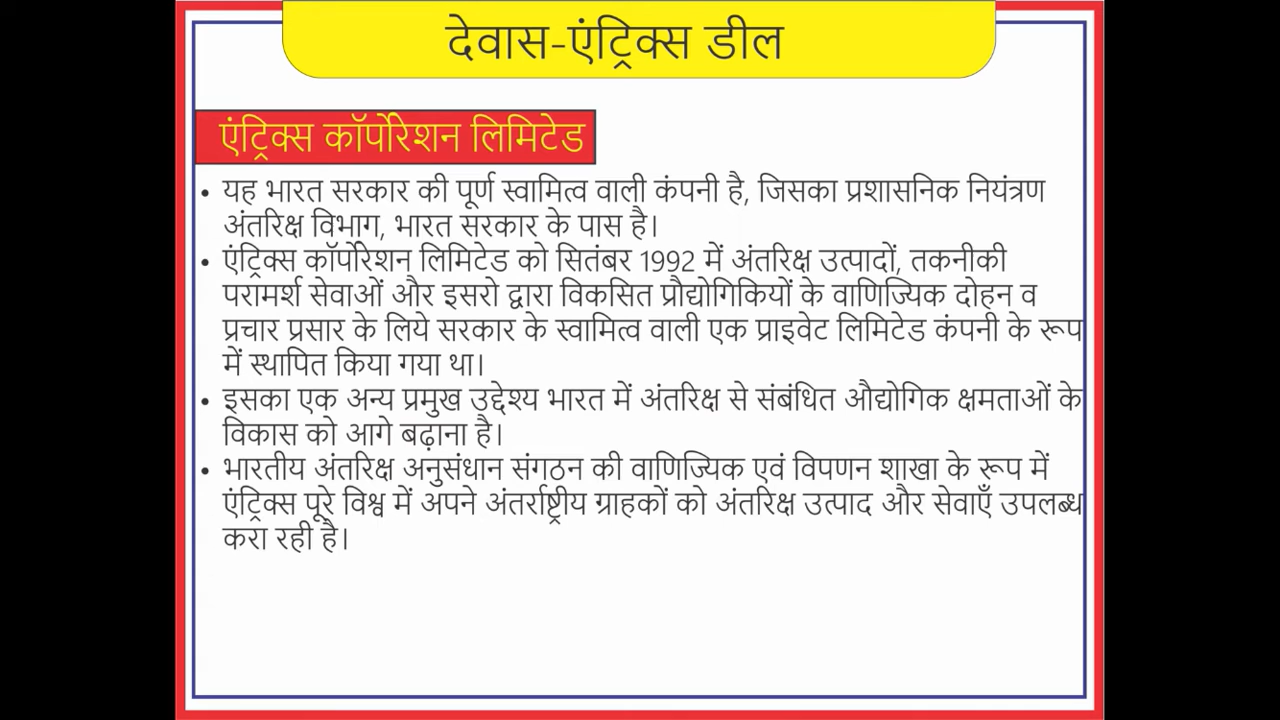 देवास-एंट्रिक्स डील
एंट्रिक्स कॉर्पोरेशन लिमिटेड
• यह भारत सरकार की पूर्ण स्वामित्व वाली कंपनी है, जिसका प्रशासनिक नियंत्रण
अंतरिक्ष विभाग, भारत सरकार के पास है।
• एंट्रिक्स कॉर्पोरेशन लिमिटेड को सितंबर 1992 में अंतरिक्ष उत्पादों, तकनीकी
परामर्श सेवाओं और इसरो द्वारा विकसित प्रौद्योगिकियों के वाणिज्यिक दोहन व
प्रचार प्रसार के लिये सरकार के स्वामित्व वाली एक प्राइवेट लिमिटेड कंपनी के रूप
में स्थापित किया गया था।
• इसका एक अन्य प्रमुख उद्देश्य भारत में अंतरिक्ष से संबंधित औद्योगिक क्षमताओं के
विकास को आगे बढ़ाना है।
• भारतीय अंतरिक्ष अनुसंधान संगठन की वाणिज्यिक एवं विपणन शाखा के रूप में
एंट्रिक्स पूरे विश्व में अपने अंतर्राष्ट्रीय ग्राहकों को अंतरिक्ष उत्पाद और सेवाएँ उपलब्ध
करा रही है।